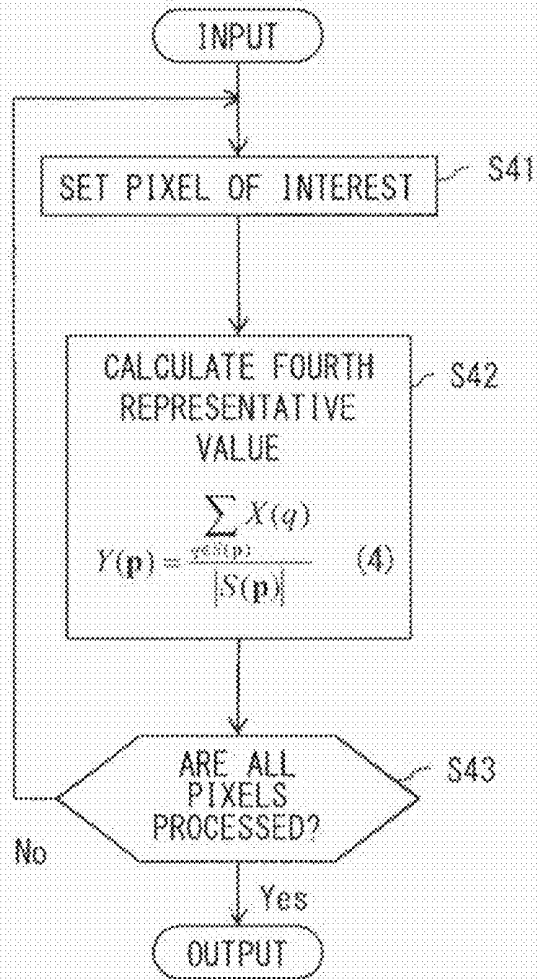 INPUT
SET PIXEL OF INTEREST
S41
CALCULATE FOURTH
S42
REPRESENTATIVE
VALUE
Y(p) = ∑_{q∈S(p)} X(q) / |S(p)| (4)
ARE ALL
S43
PIXELS
PROCESSED?
No
Yes
OUTPUT